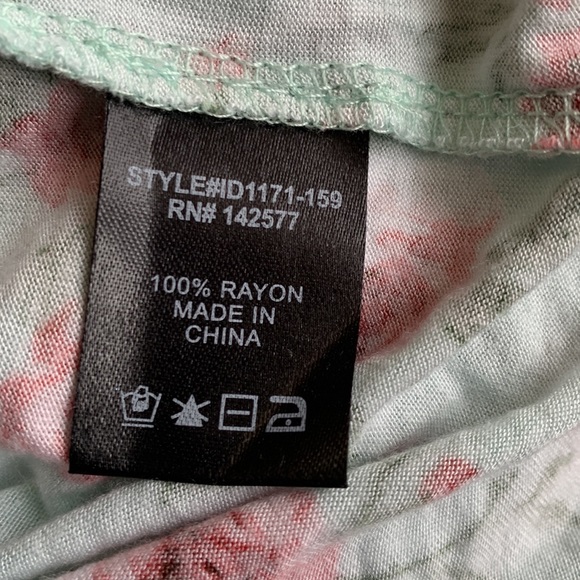 STYLE#ID1171-159
RN# 142577
100% RAYON
MADE IN
CHINA